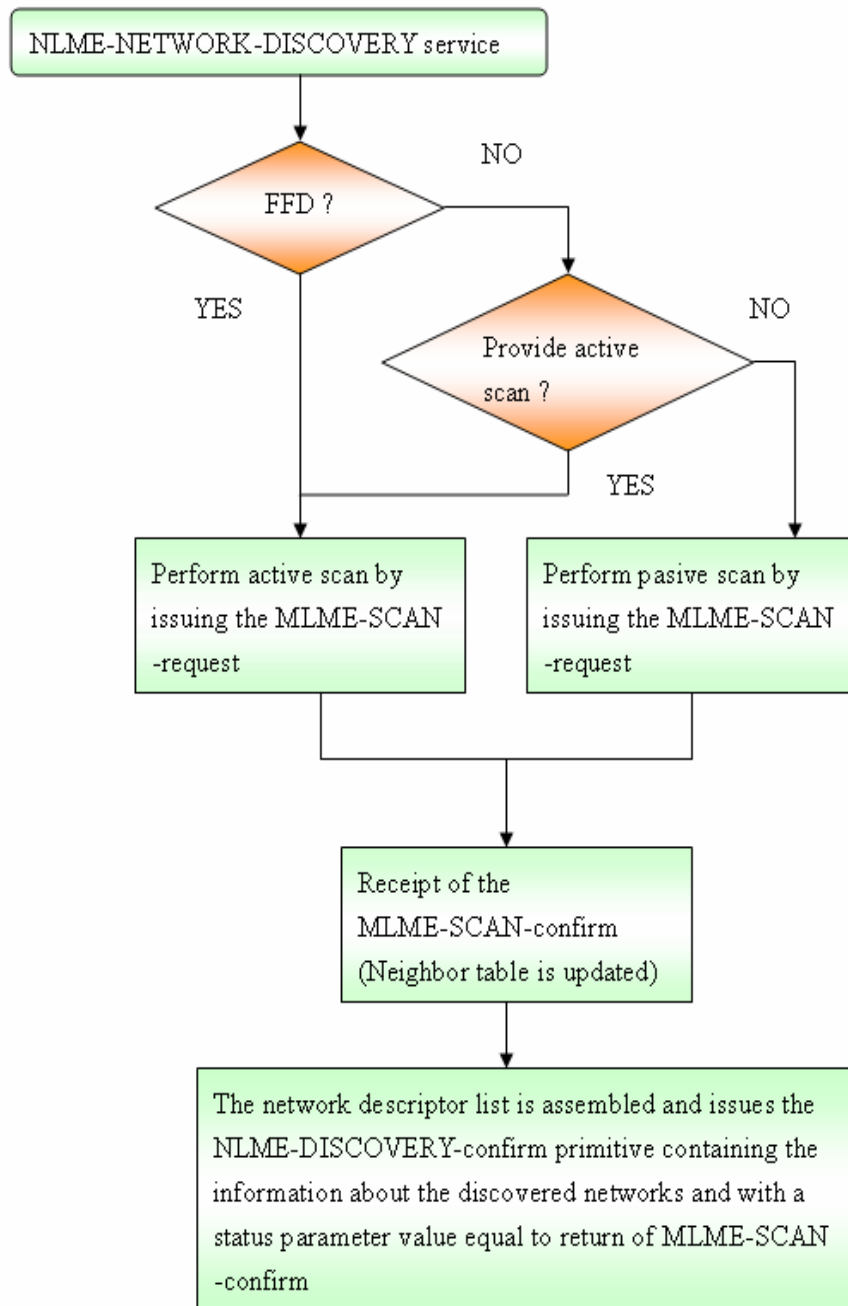 NLME-NETWORK-DISCOVERY service
NO
FFD ?
YES
NO
Provide active
scan ?
YES
Perform active scan by
issuing the MLME-SCAN
-request
Perform pasive scan by
issuing the MLME-SCAN
-request
Receipt of the
MLME-SCAN-confirm
(Neighbor table is updated)
The network descriptor list is assembled and issues the
NLME-DISCOVERY-confirm primitive containing the
information about the discovered networks and with a
status parameter value equal to return of MLME-SCAN
-confirm